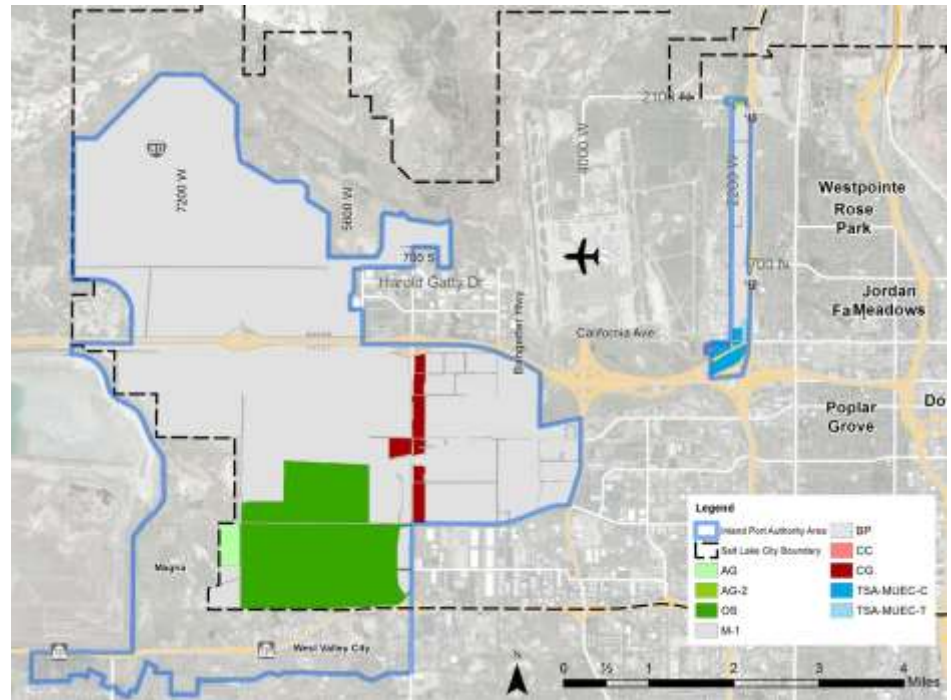 2100 N
4000 W
2200 W
7200 W
5600 W
Westpointe
Rose
Park
700 S
700 N
Harold Gatty Dr
Jordan
FaMeadows
Bangerter Hwy
California Ave
Poplar
Grove
Do
Magna
West Valley City
Legend
Inland Port Authority Area
Salt Lake City Boundary
AG
AG-2
OS
M-1
BP
CC
CG
TSA-MUEC-C
TSA-MUEC-T
N
0 ½ 1 2 3 4
Miles